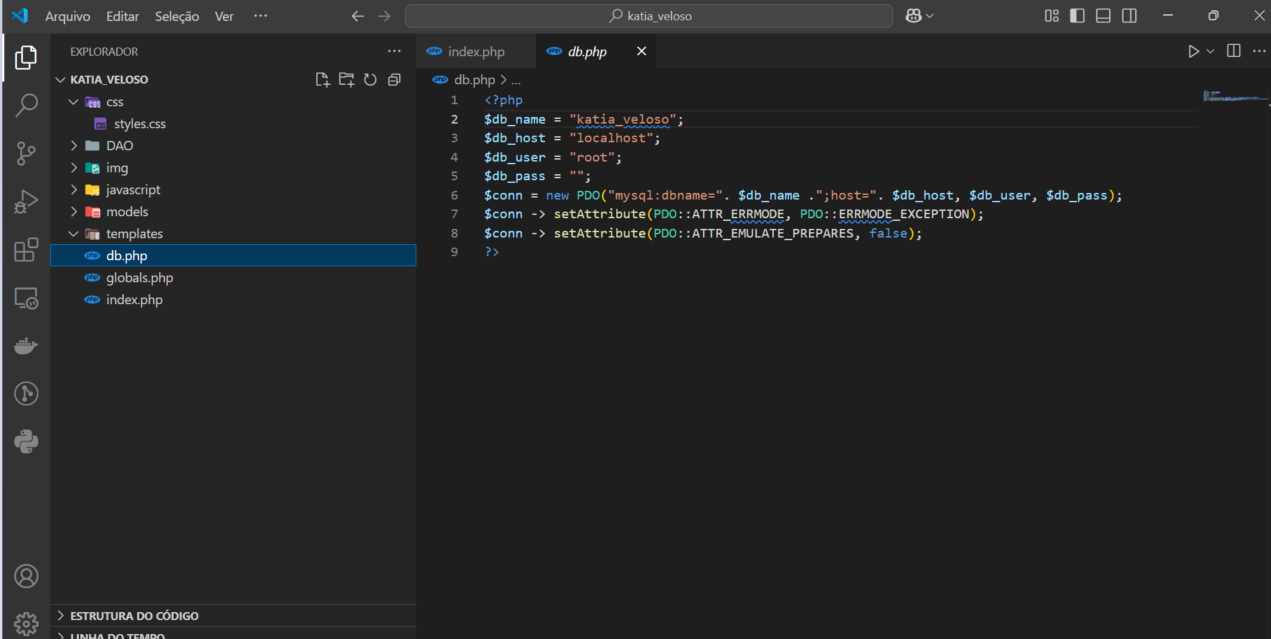 Arquivo Editar Seleção Ver ··· katia_veloso
EXPLORADOR ···
KATIA_VELOSO
css
styles.css
DAO
img
javascript
models
templates
db.php
globals.php
index.php
ESTRUTURA DO CÓDIGO
LINHA DO TEMPO
index.php db.php
db.php > ...
1 <?php
2 $db_name = "katia_veloso";
3 $db_host = "localhost";
4 $db_user = "root";
5 $db_pass = "";
6 $conn = new PDO("mysql:dbname=". $db_name .";host=". $db_host, $db_user, $db_pass);
7 $conn -> setAttribute(PDO::ATTR_ERRMODE, PDO::ERRMODE_EXCEPTION);
8 $conn -> setAttribute(PDO::ATTR_EMULATE_PREPARES, false);
9 ?>